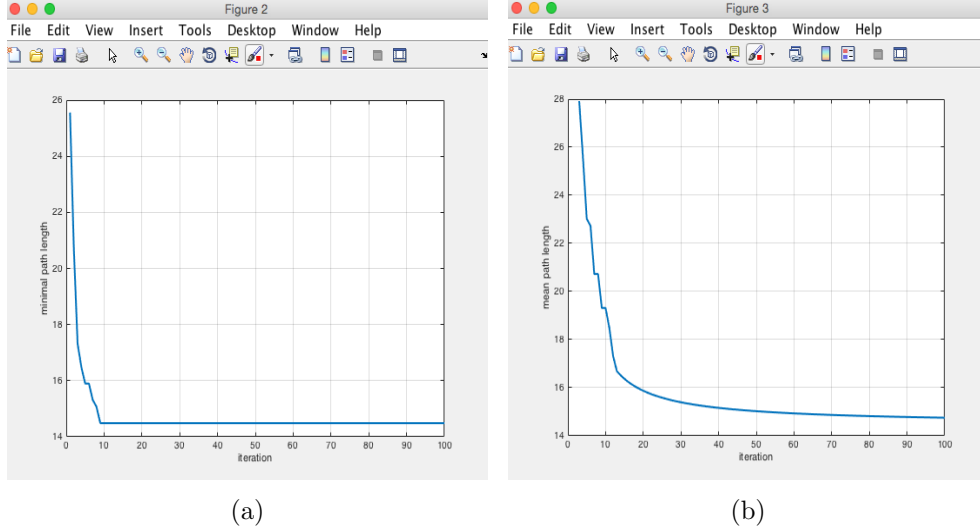 Figure 2
File Edit View Insert Tools Desktop Window Help
26
24
22
20
18
16
14
minimal path length
0 10 20 30 40 50 60 70 80 90 100
iteration
(a)
Figure 3
File Edit View Insert Tools Desktop Window Help
28
26
24
22
20
18
16
14
mean path length
0 10 20 30 40 50 60 70 80 90 100
iteration
(b)